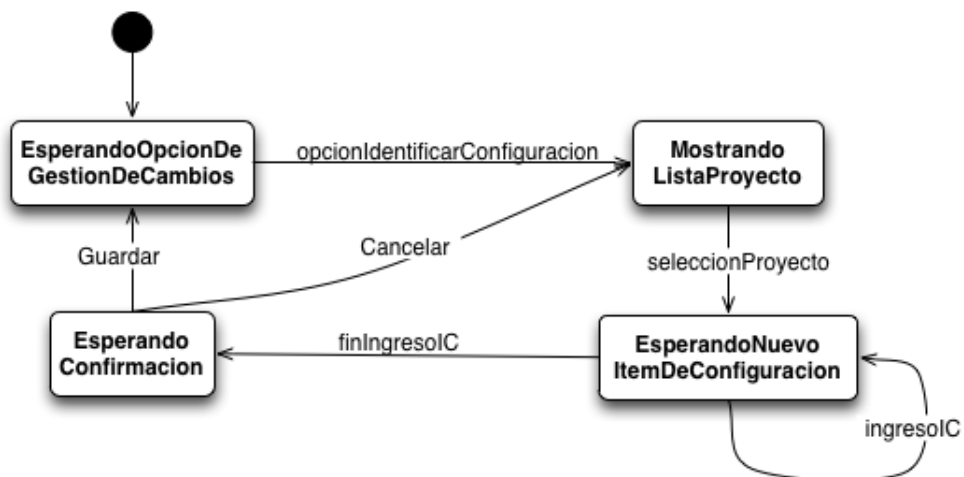 EsperandoOpcionDe
GestionDeCambios
opcionIdentificarConfiguracion
Mostrando
ListaProyecto
Guardar
Cancelar
seleccionProyecto
Esperando
Confirmacion
finIngresoIC
EsperandoNuevo
ItemDeConfiguracion
ingresoIC